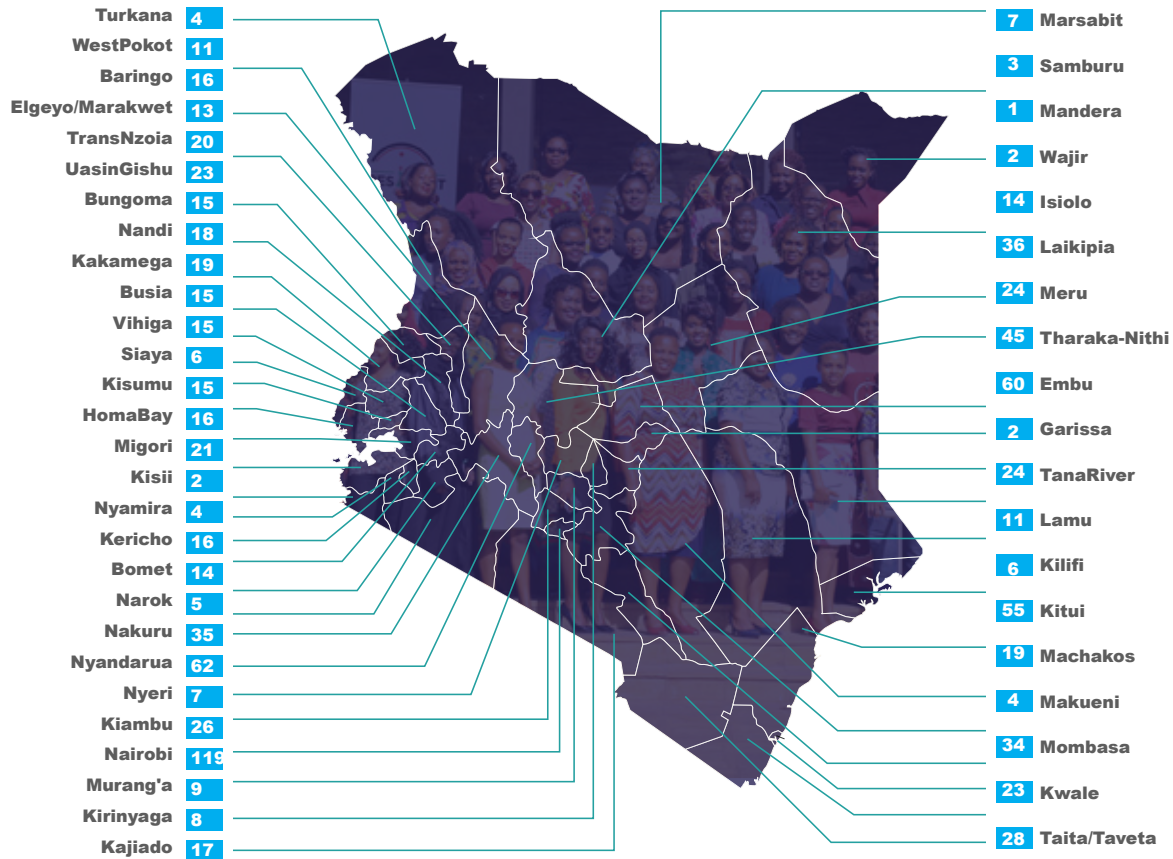 Turkana 4
WestPokot 11
Baringo 16
Elgeyo/Marakwet 13
TransNzoia 20
UasinGishu 23
Bungoma 15
Nandi 18
Kakamega 19
Busia 15
Vihiga 15
Siaya 6
Kisumu 15
HomaBay 16
Migori 21
Kisii 2
Nyamira 4
Kericho 16
Bomet 14
Narok 5
Nakuru 35
Nyandarua 62
Nyeri 7
Kiambu 26
Nairobi 119
Murang'a 9
Kirinyaga 8
Kajiado 17
7 Marsabit
3 Samburu
1 Mandera
2 Wajir
14 Isiolo
36 Laikipia
24 Meru
45 Tharaka-Nithi
60 Embu
2 Garissa
24 TanaRiver
11 Lamu
6 Kilifi
55 Kitui
19 Machakos
4 Makueni
34 Mombasa
23 Kwale
28 Taita/Taveta